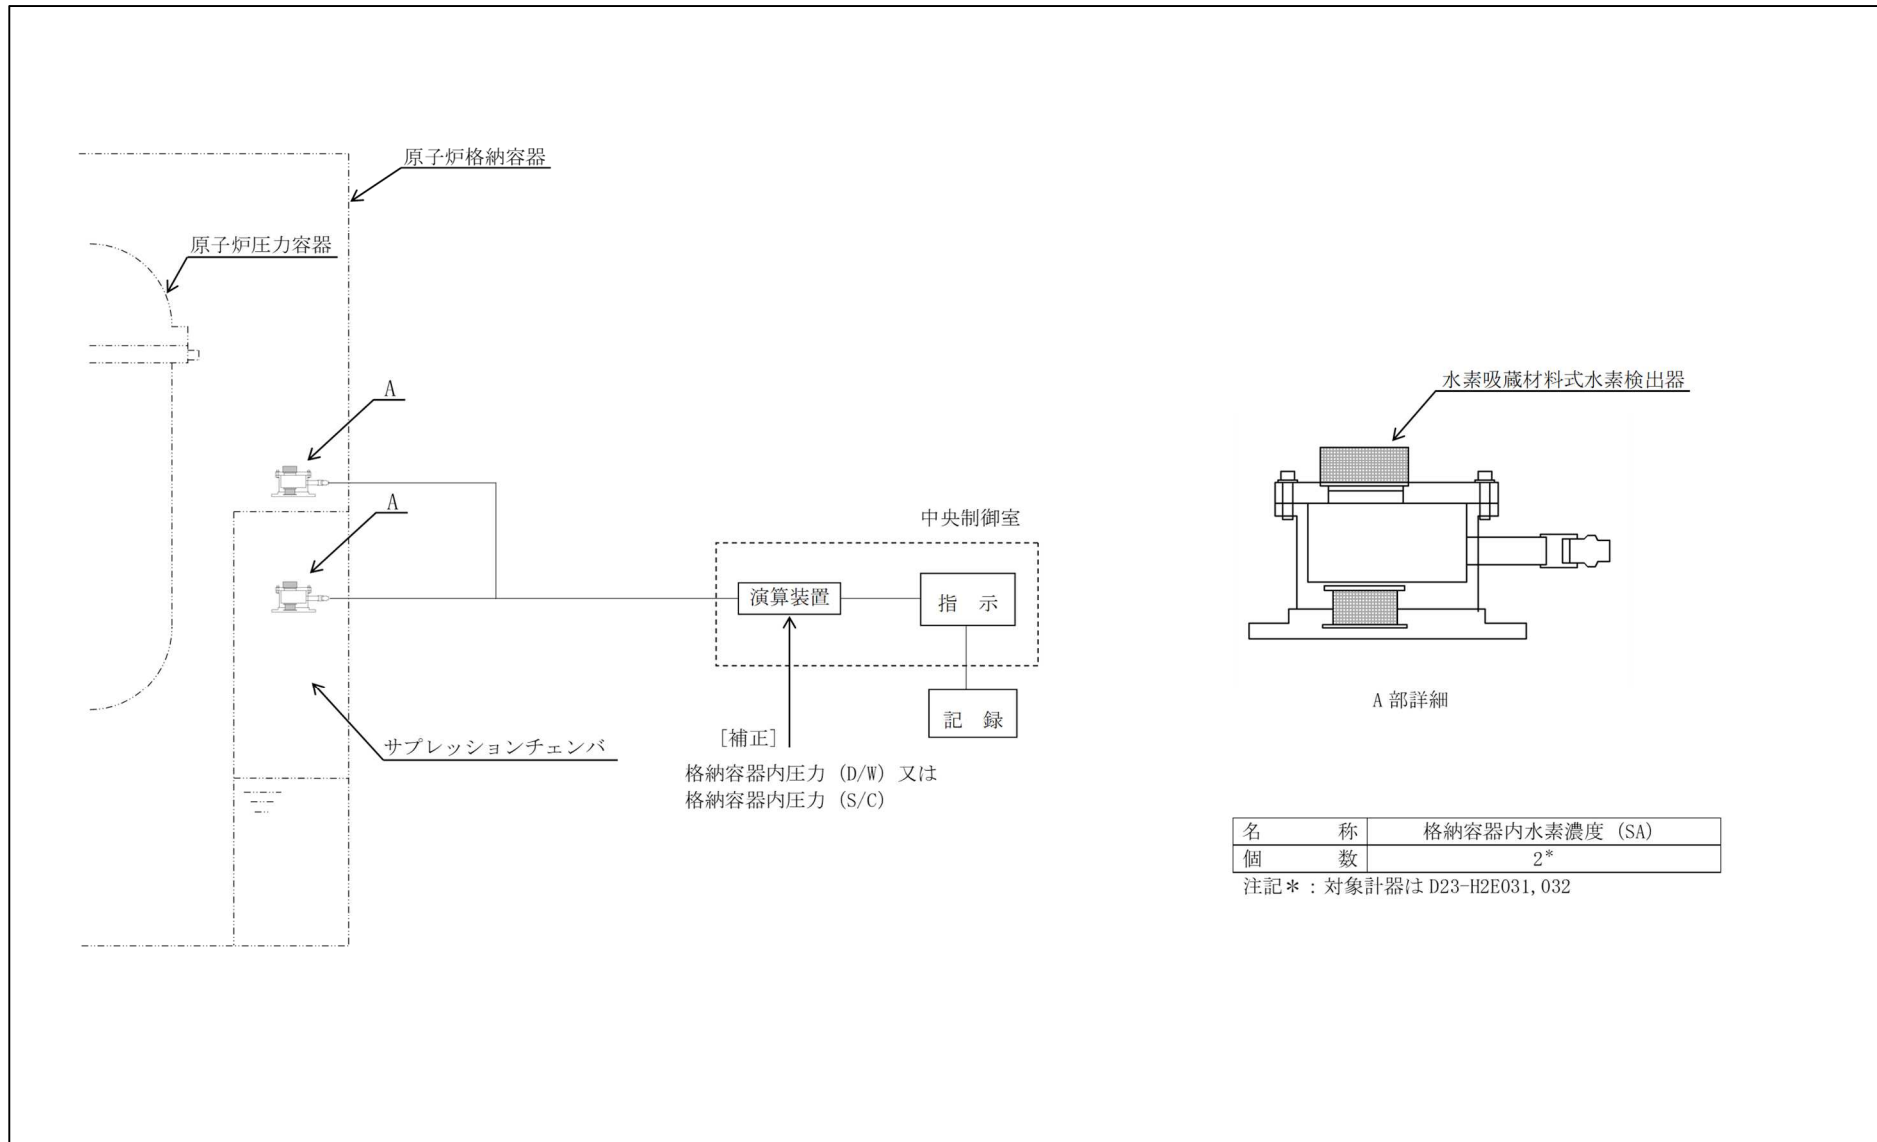 原子炉格納容器
原子炉圧力容器
A
A
サプレッションチェンバ
中央制御室
演算装置
指 示
記 録
[補正]
格納容器内圧力 (D/W) 又は
格納容器内圧力 (S/C)
水素吸蔵材料式水素検出器
A 部詳細
名 称 格納容器内水素濃度 (SA)
個 数 2*
注記*:対象計器は D23-H2E031,032